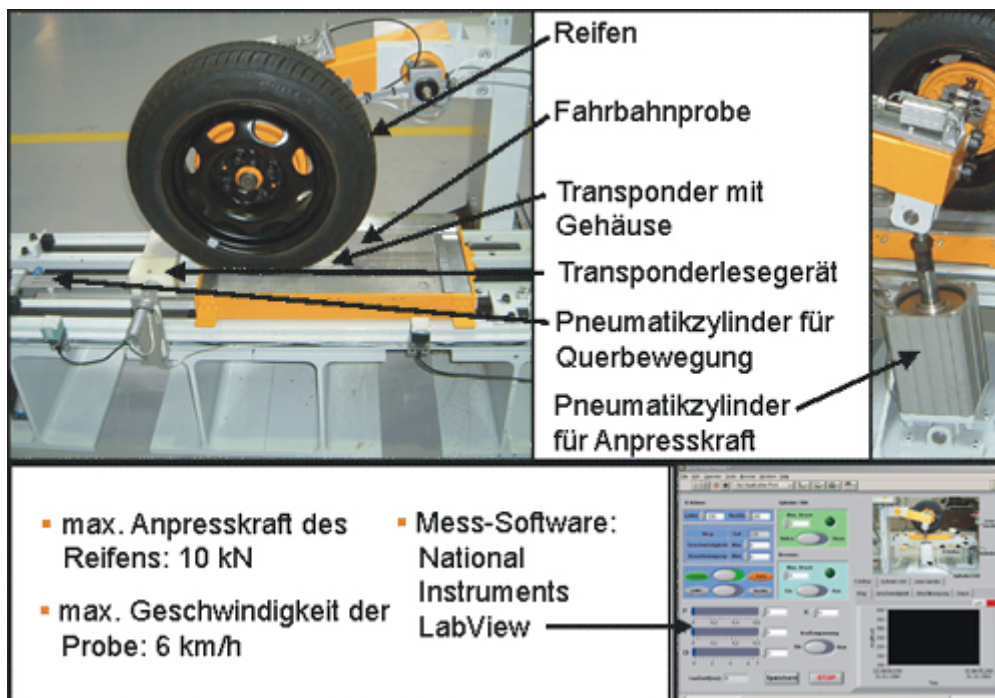 Reifen
Fahrbahnprobe
Transponder mit
Gehäuse
Transponderlesegerät
Pneumatikzylinder für
Querbewegung
Pneumatikzylinder
für Anpresskraft
max. Anpresskraft des
Reifens: 10 kN
max. Geschwindigkeit der
Probe: 6 km/h
Mess-Software:
National
Instruments
LabView
Speichern
STOP